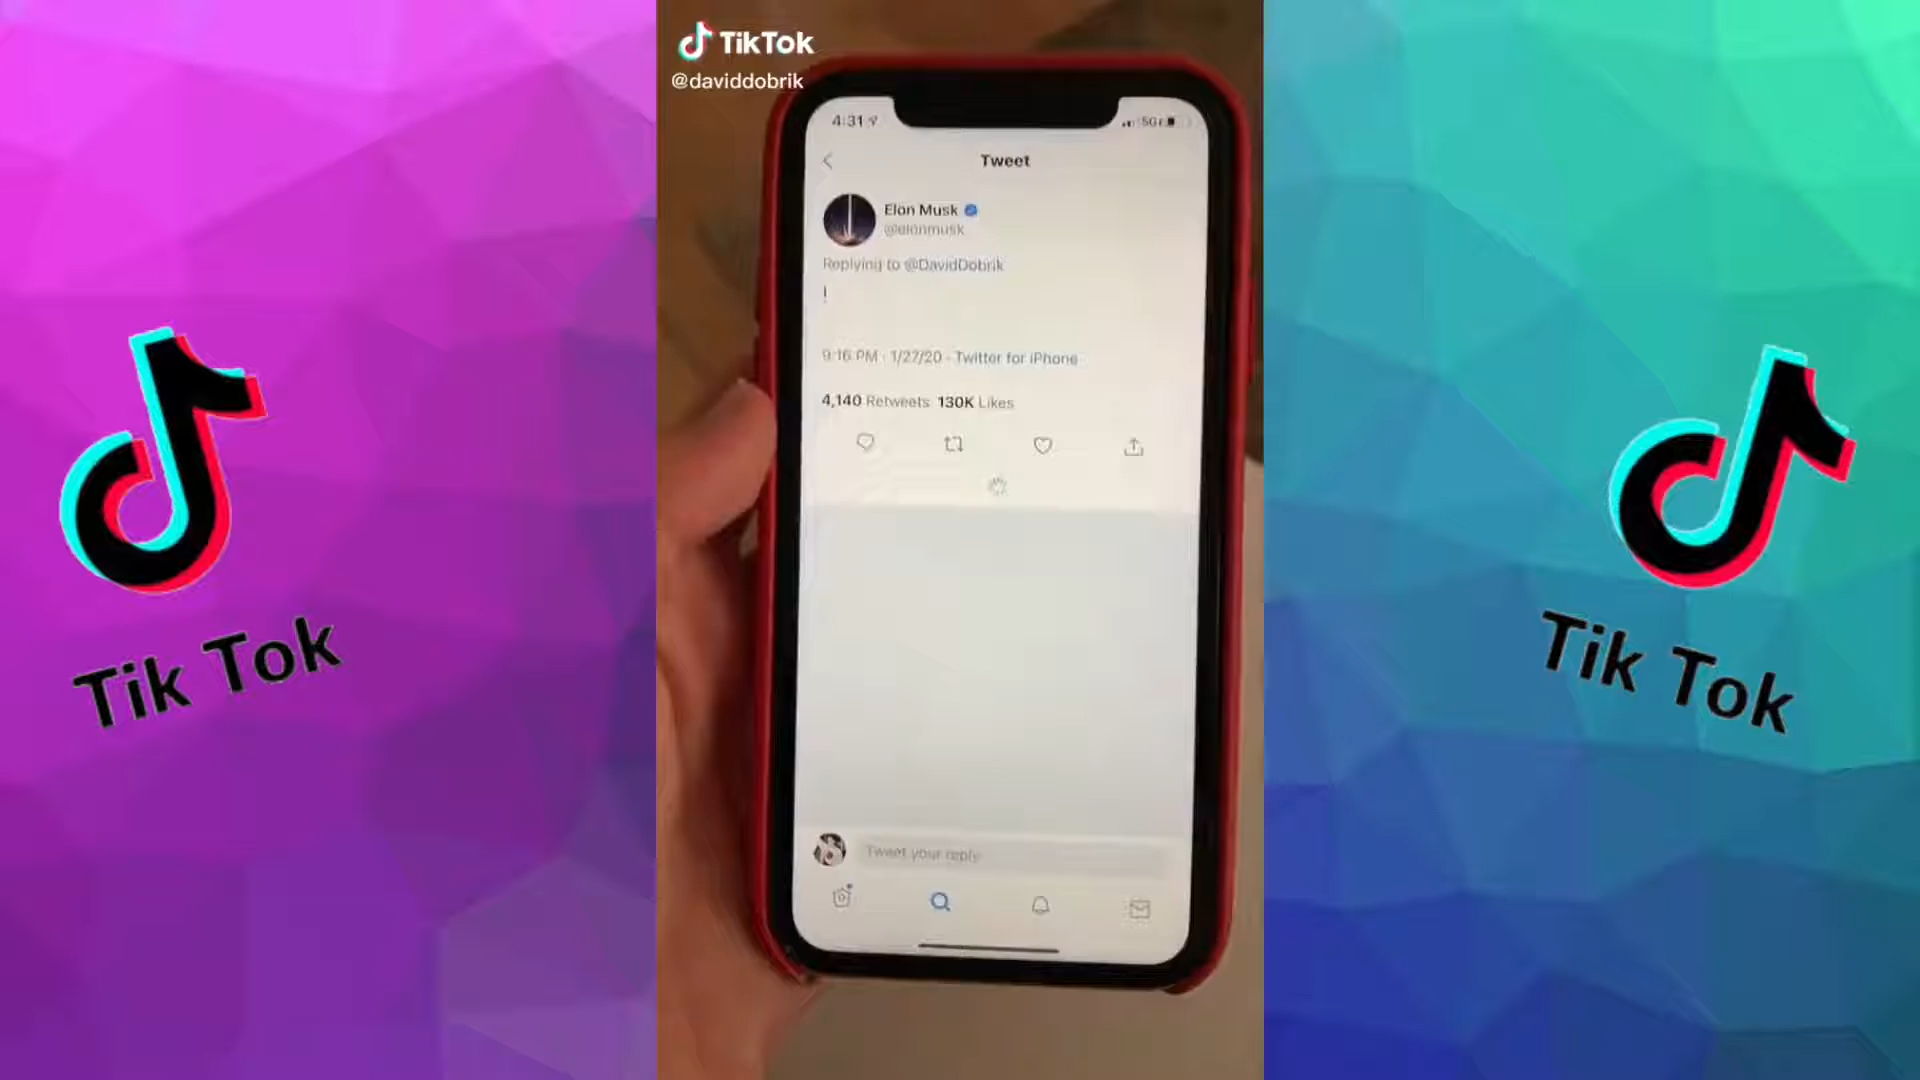 TikTok
@daviddobrik
4:31
5G
Tweet
Elon Musk
@elonmusk
Replying to @DavidDobrik
!
9:16 PM · 1/27/20 · Twitter for iPhone
4,140 Retweets 130K Likes
Tweet your reply
Tik Tok
Tik Tok